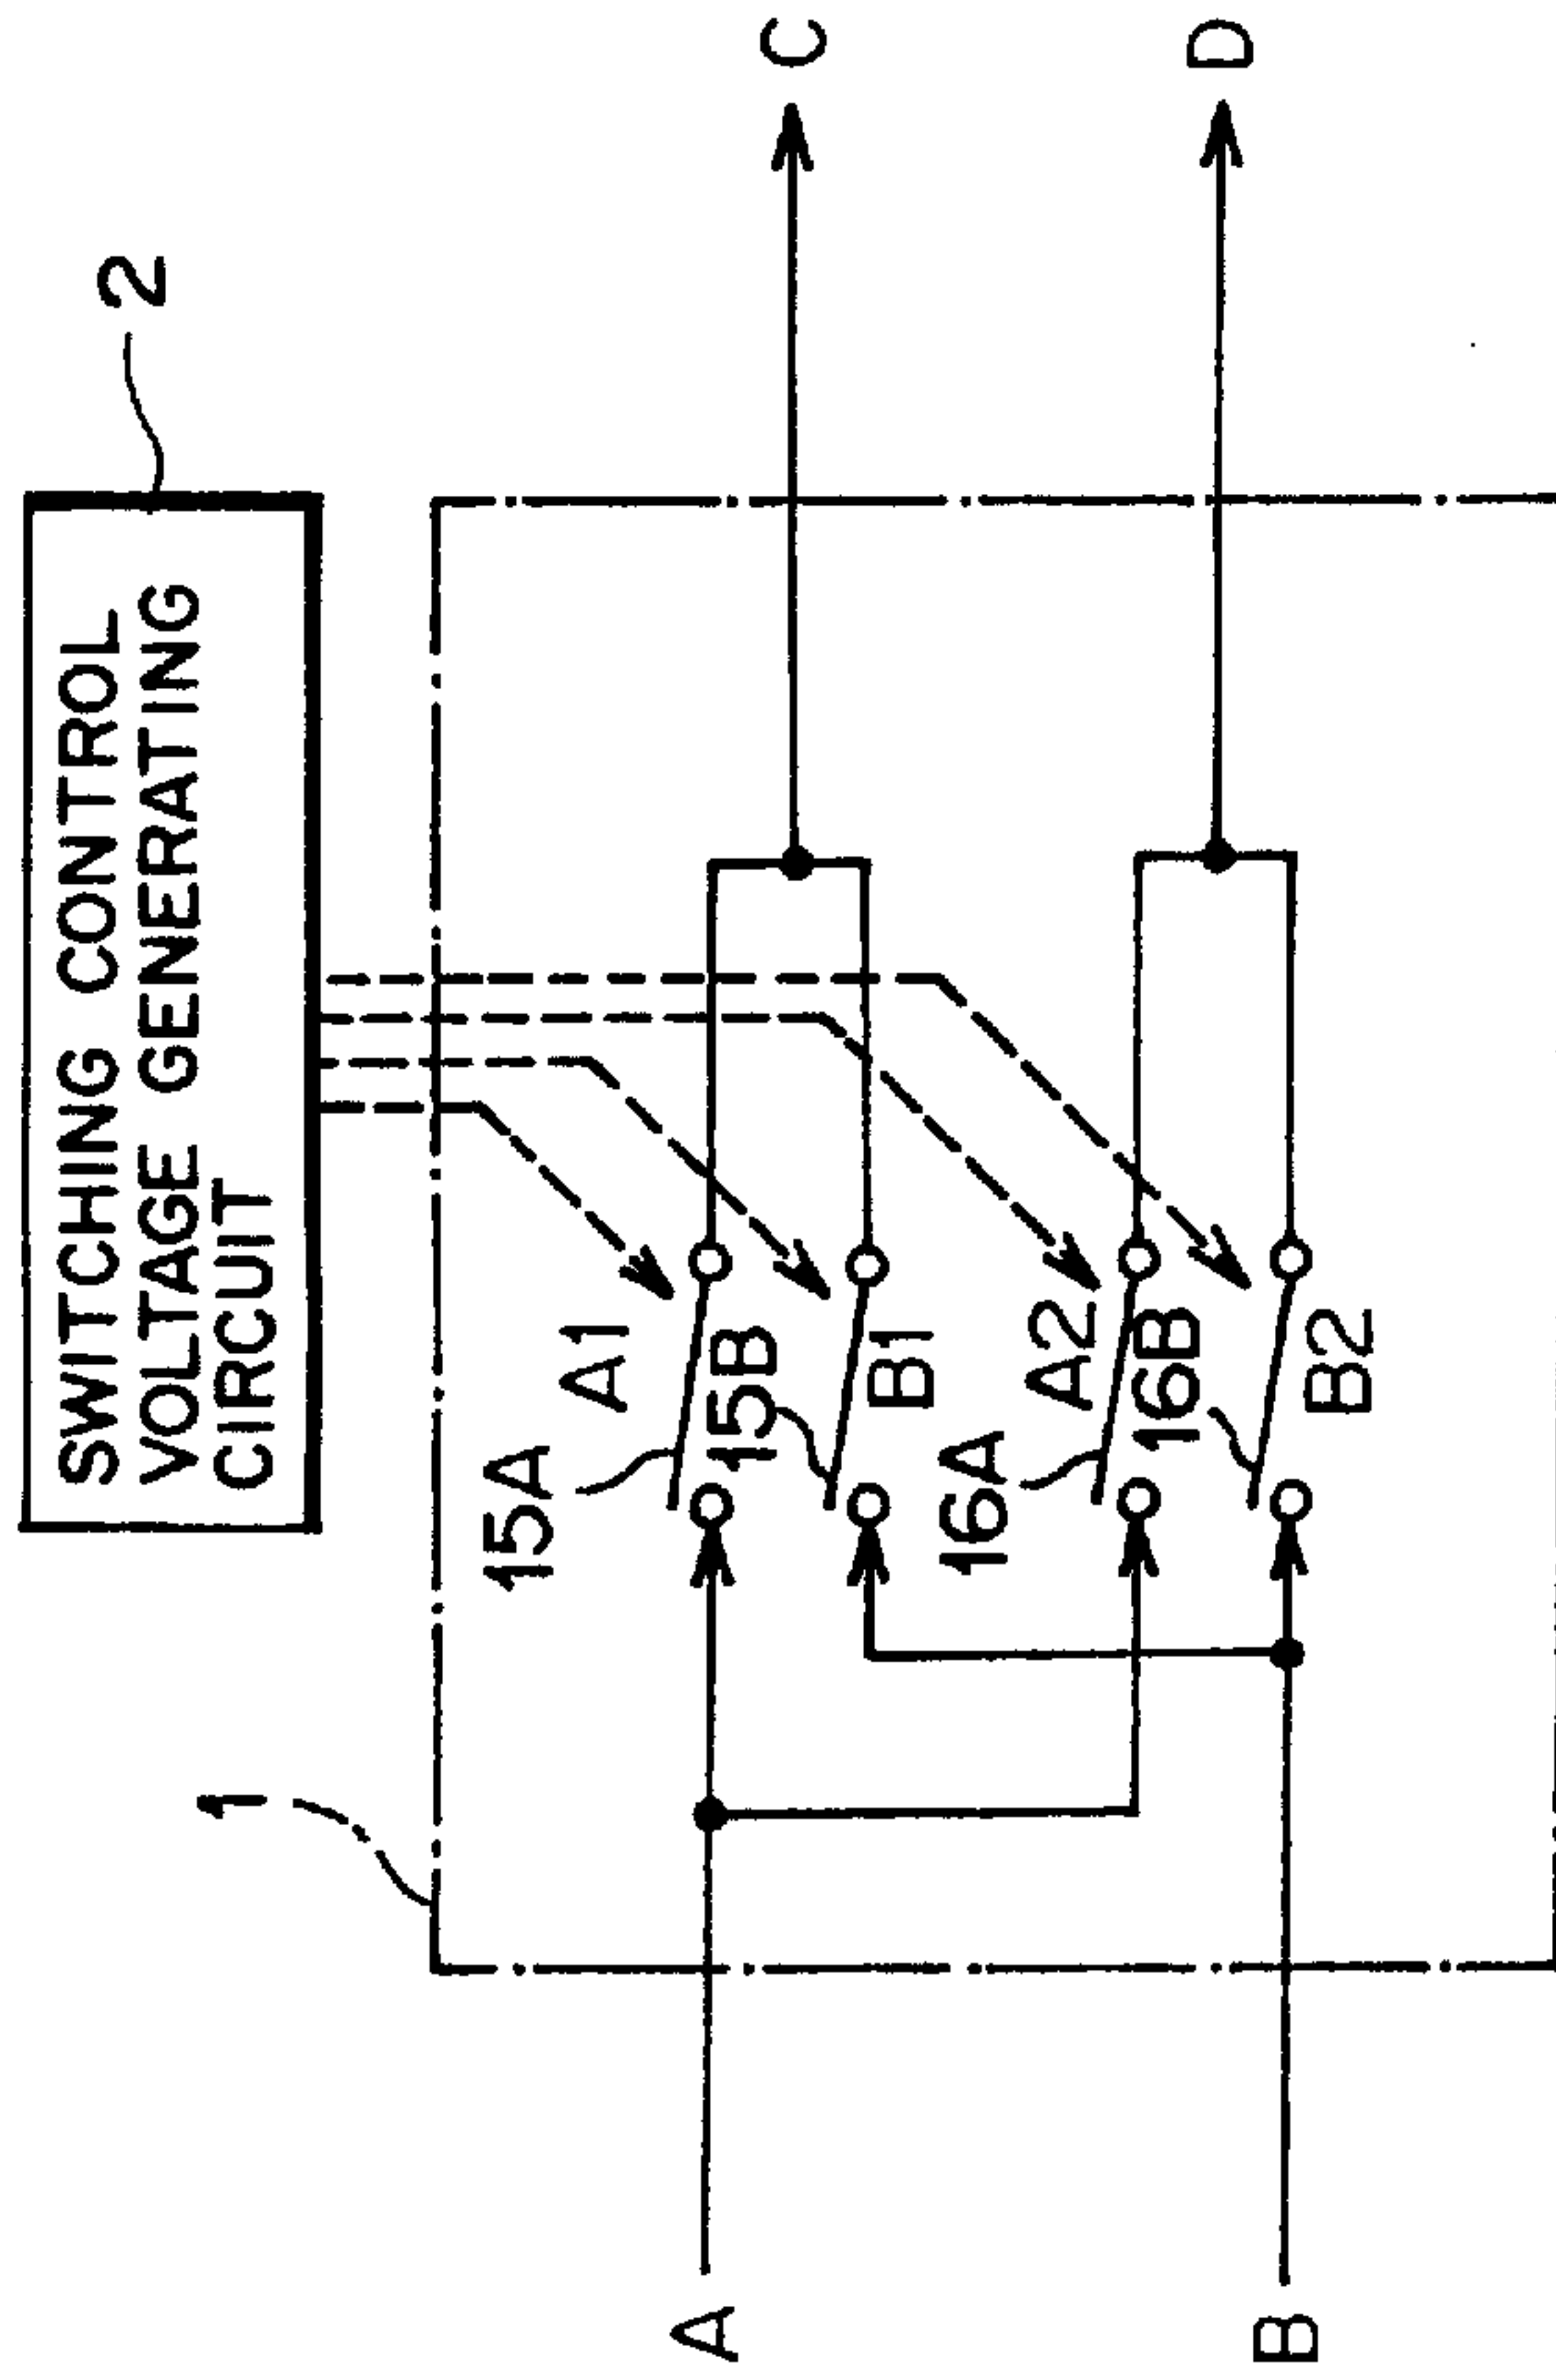 SWITCHING CONTROL
VOLTAGE GENERATING
CIRCUIT
2
1
15A
A1
15B
B1
16A
A2
16B
B2
A
B
C
D